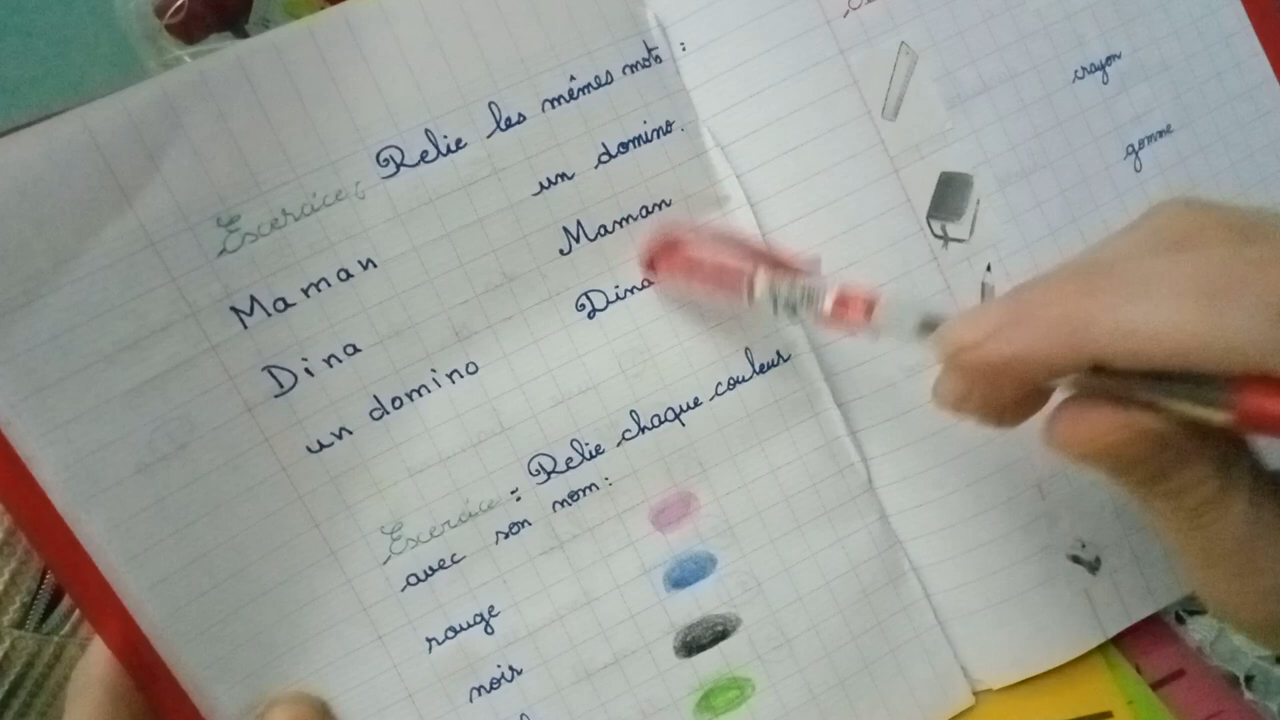 Exercice: Relie les mêmes mots :
Maman un domino.
Dina Maman
un domino Dina
Exercice : Relie chaque couleur
avec son nom:
rouge
noir
crayon
gomme